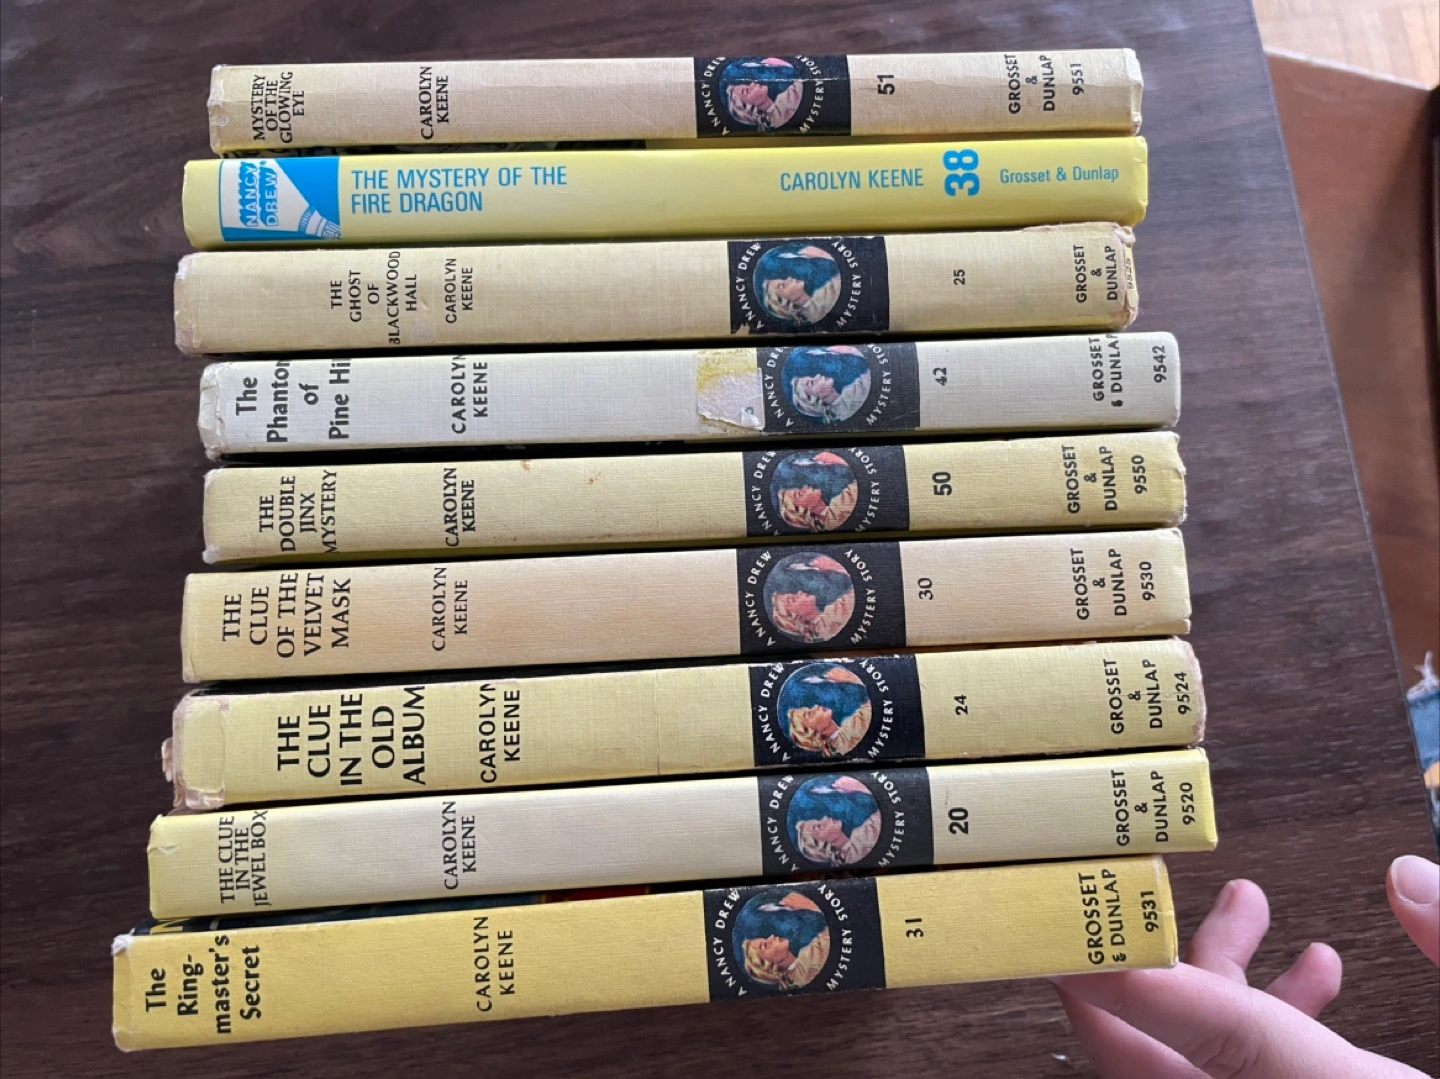 MYSTERY
OF THE
GLOWING
EYE
CAROLYN
KEENE
A NANCY DREW
MYSTERY STORY
51
GROSSET
&
DUNLAP
9551
NANCY
DREW
THE MYSTERY OF THE
FIRE DRAGON
CAROLYN KEENE
38
Grosset & Dunlap
THE
GHOST
OF
BLACKWOOD
HALL
CAROLYN
KEENE
A NANCY DREW
MYSTERY STORY
25
GROSSET
&
DUNLAP
9525
The
Phantom
of
Pine Hi
CAROLYN
KEENE
A NANCY DREW
MYSTERY STORY
42
GROSSET
& DUNLAP
9542
THE
DOUBLE
JINX
MYSTERY
CAROLYN
KEENE
A NANCY DREW
MYSTERY STORY
50
GROSSET
&
DUNLAP
9550
THE
CLUE
OF THE
VELVET
MASK
CAROLYN
KEENE
A NANCY DREW
MYSTERY STORY
30
GROSSET
&
DUNLAP
9530
THE
CLUE
IN THE
OLD
ALBUM
CAROLYN
KEENE
A NANCY DREW
MYSTERY STORY
24
GROSSET
&
DUNLAP
9524
THE CLUE
IN THE
JEWEL BOX
CAROLYN
KEENE
A NANCY DREW
MYSTERY STORY
20
GROSSET
&
DUNLAP
9520
The
Ring-
master's
Secret
CAROLYN
KEENE
A NANCY DREW
MYSTERY STORY
31
GROSSET
& DUNLAP
9531